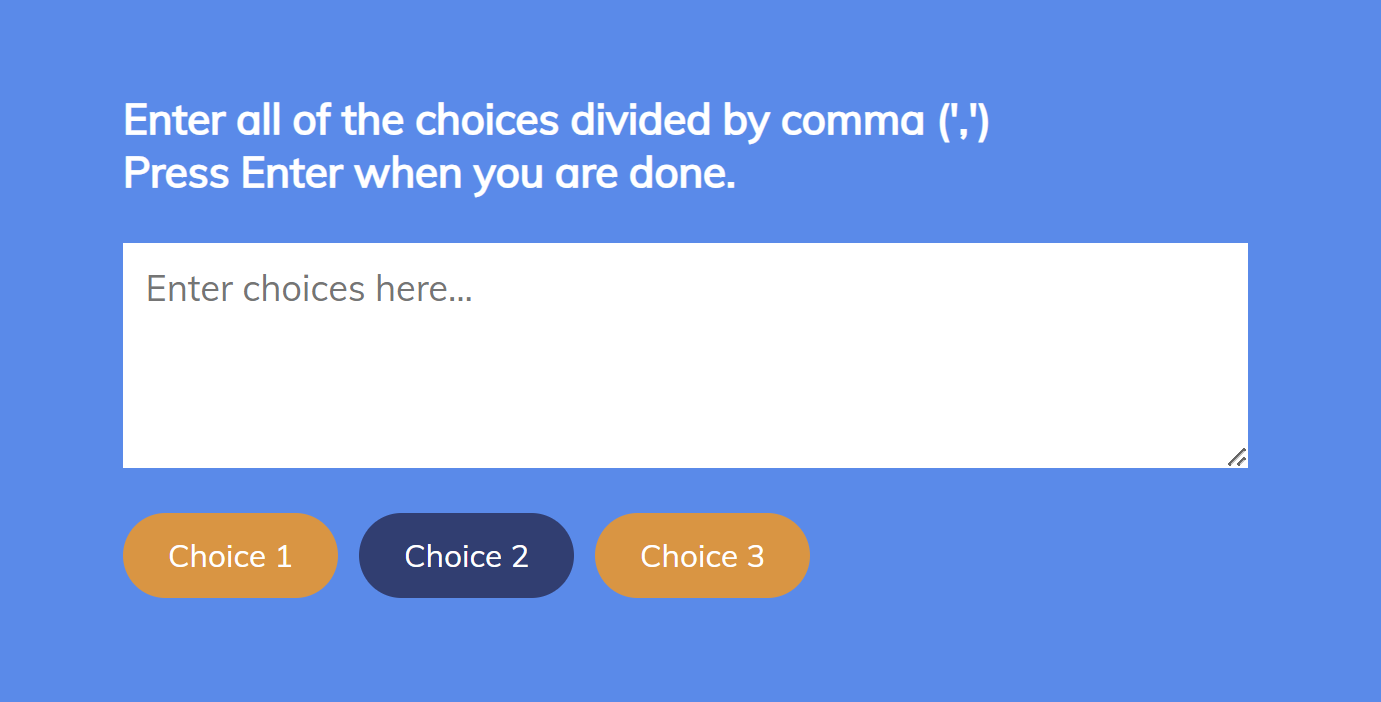 Enter all of the choices divided by comma (',')
Press Enter when you are done.
Enter choices here...
Choice 1 Choice 2 Choice 3